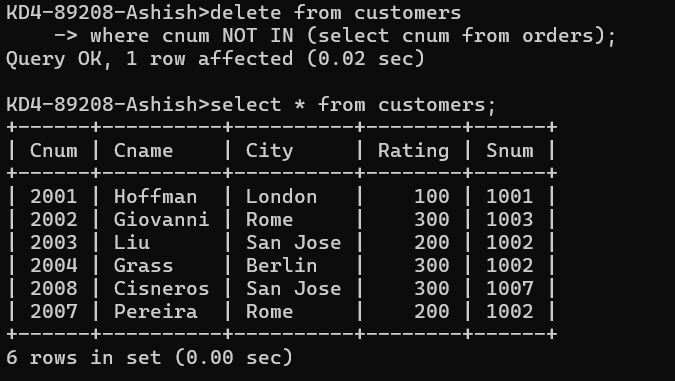 KD4-89208-Ashish>delete from customers
    -> where cnum NOT IN (select cnum from orders);
Query OK, 1 row affected (0.02 sec)

KD4-89208-Ashish>select * from customers;
+------+----------+----------+--------+------+
| Cnum | Cname    | City     | Rating | Snum |
+------+----------+----------+--------+------+
| 2001 | Hoffman  | London   |    100 | 1001 |
| 2002 | Giovanni | Rome     |    300 | 1003 |
| 2003 | Liu      | San Jose |    200 | 1002 |
| 2004 | Grass    | Berlin   |    300 | 1002 |
| 2008 | Cisneros | San Jose |    300 | 1007 |
| 2007 | Pereira  | Rome     |    200 | 1002 |
+------+----------+----------+--------+------+
6 rows in set (0.00 sec)